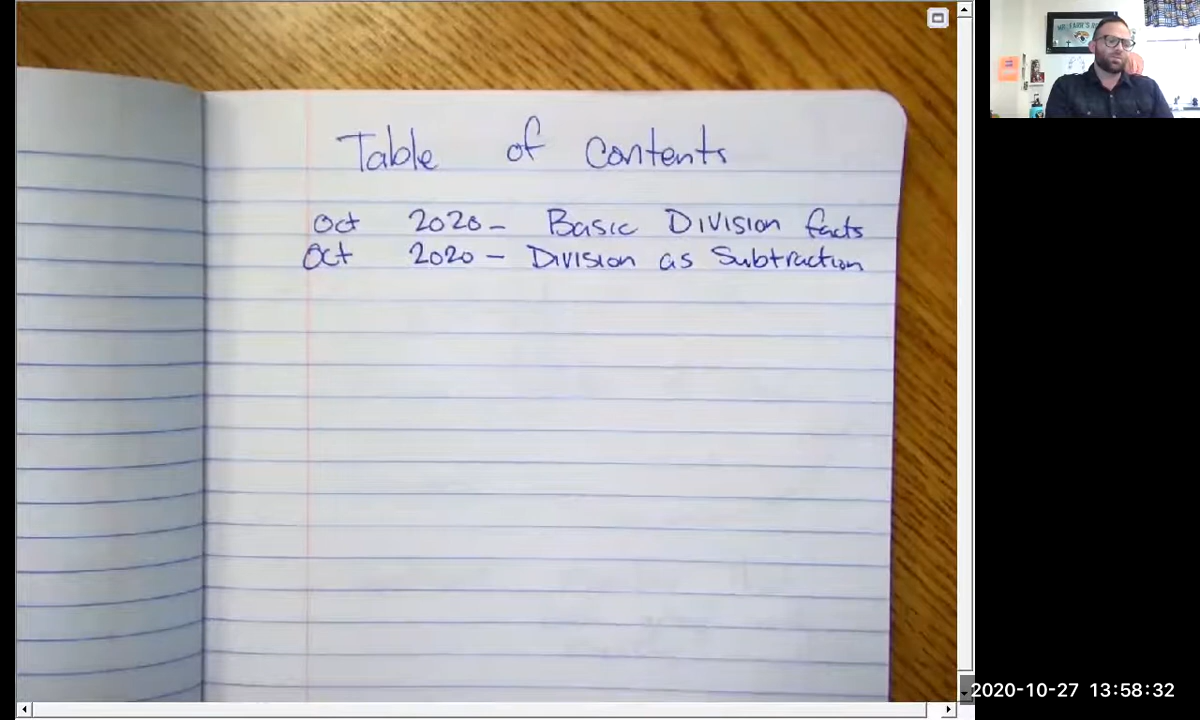 Table of Contents
Oct 2020 - Basic Division facts
Oct 2020 - Division as Subtraction
2020-10-27 13:58:32